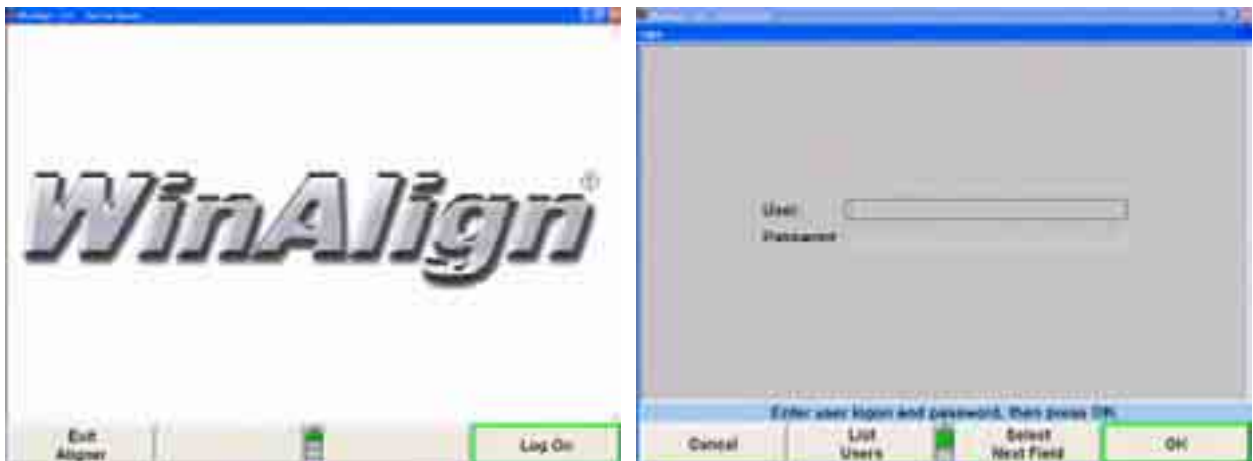 WinAlign®
Exit
Aligner
Log On
User
Password
Enter user logon and password, then press OK.
Cancel
List
Users
Select
Next Field
OK